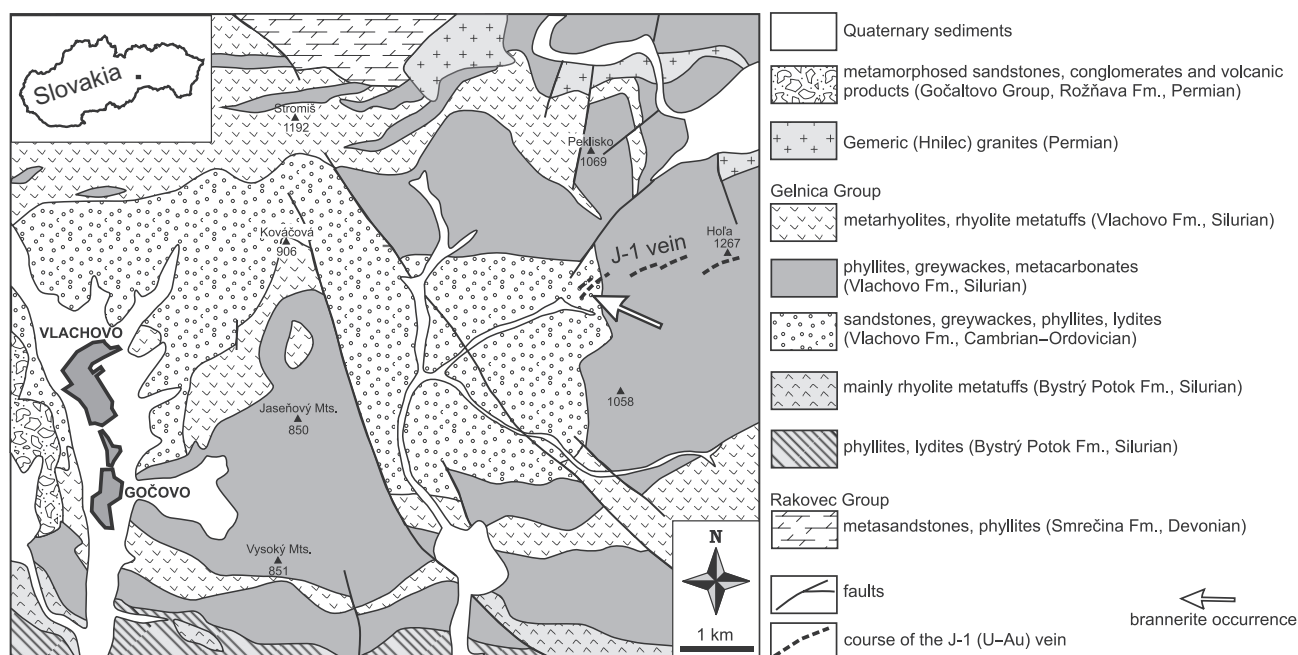 Slovakia
Stromiš
1192
Peklisko
1069
Kováčová
906
Hoľa
1267
J-1 vein
VLACHOVO
1058
Jaseňový Mts.
850
GOČOVO
Vysoký Mts.
851
N
1 km
Quaternary sediments
metamorphosed sandstones, conglomerates and volcanic
products (Gočaltovo Group, Rožňava Fm., Permian)
Gemeric (Hnilec) granites (Permian)
Gelnica Group
metarhyolites, rhyolite metatuffs (Vlachovo Fm., Silurian)
phyllites, greywackes, metacarbonates
(Vlachovo Fm., Silurian)
sandstones, greywackes, phyllites, lydites
(Vlachovo Fm., Cambrian–Ordovician)
mainly rhyolite metatuffs (Bystrý Potok Fm., Silurian)
phyllites, lydites (Bystrý Potok Fm., Silurian)
Rakovec Group
metasandstones, phyllites (Smrečina Fm., Devonian)
faults
brannerite occurrence
course of the J-1 (U–Au) vein